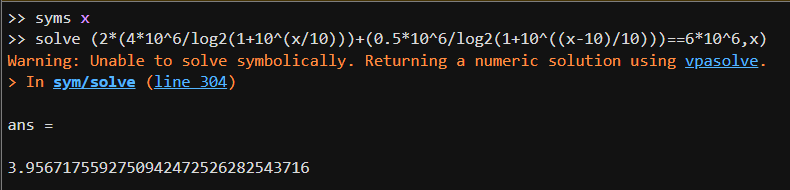 >> syms x
>> solve (2*(4*10^6/log2(1+10^(x/10)))+(0.5*10^6/log2(1+10^((x-10)/10)))==6*10^6,x)
Warning: Unable to solve symbolically. Returning a numeric solution using vpasolve.
> In sym/solve (line 304)
ans =
3.9567175592750942472526282543716